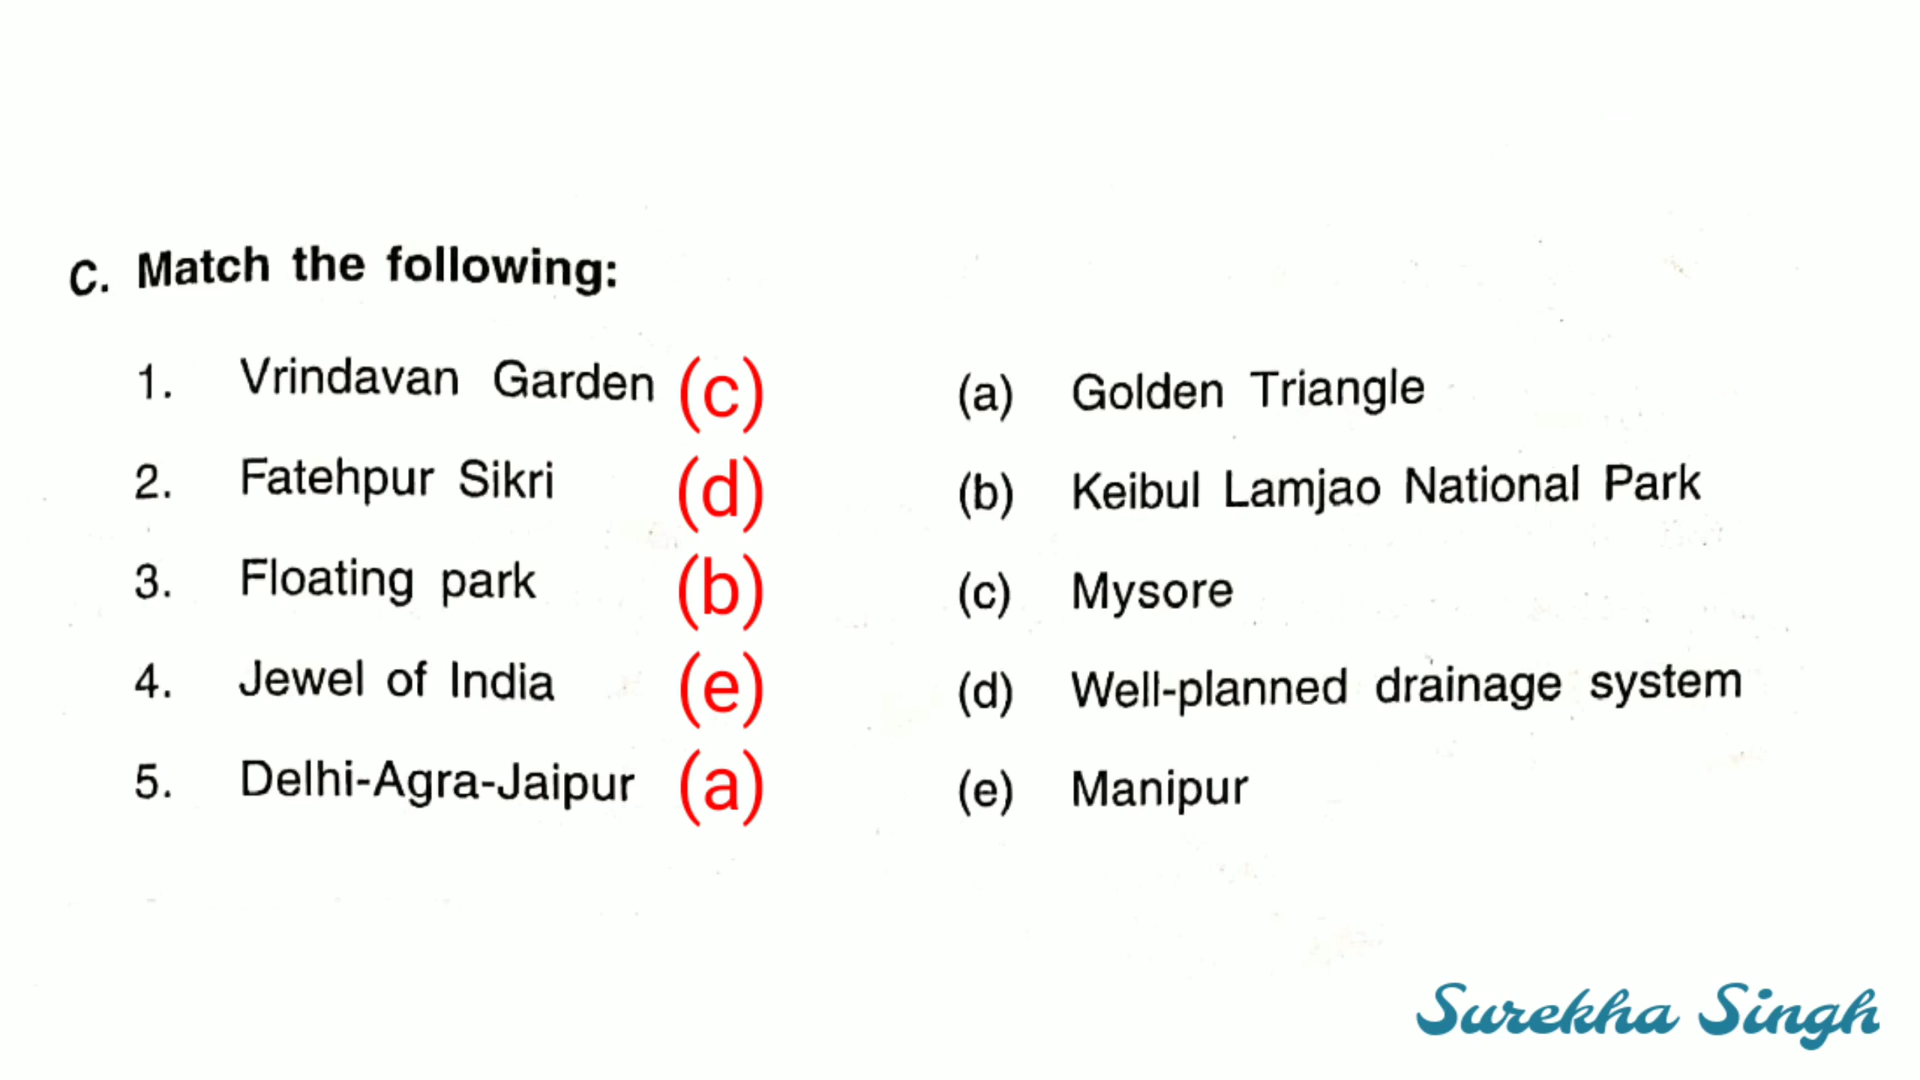 C. Match the following:
1. Vrindavan Garden (c) (a) Golden Triangle
2. Fatehpur Sikri (d) (b) Keibul Lamjao National Park
3. Floating park (b) (c) Mysore
4. Jewel of India (e) (d) Well-planned drainage system
5. Delhi-Agra-Jaipur (a) (e) Manipur
Surekha Singh